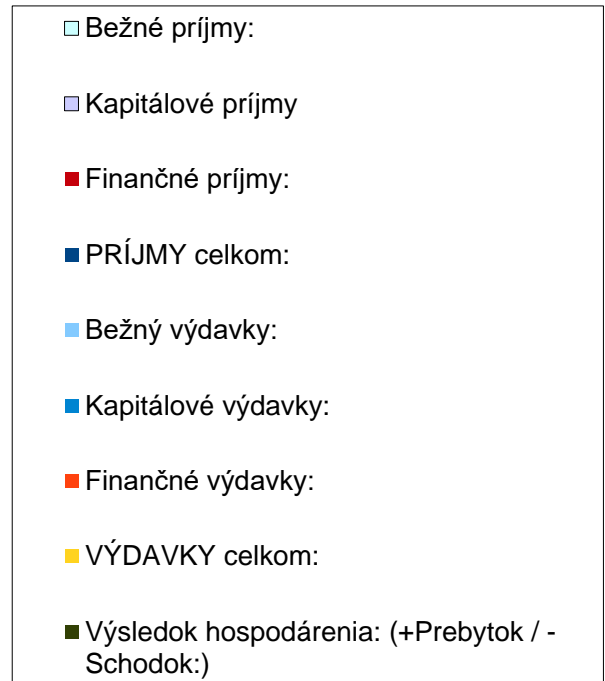 Bežné príjmy:
Kapitálové príjmy
Finančné príjmy:
PRÍJMY celkom:
Bežný výdavky:
Kapitálové výdavky:
Finančné výdavky:
VÝDAVKY celkom:
Výsledok hospodárenia: (+Prebytok / -
Schodok:)